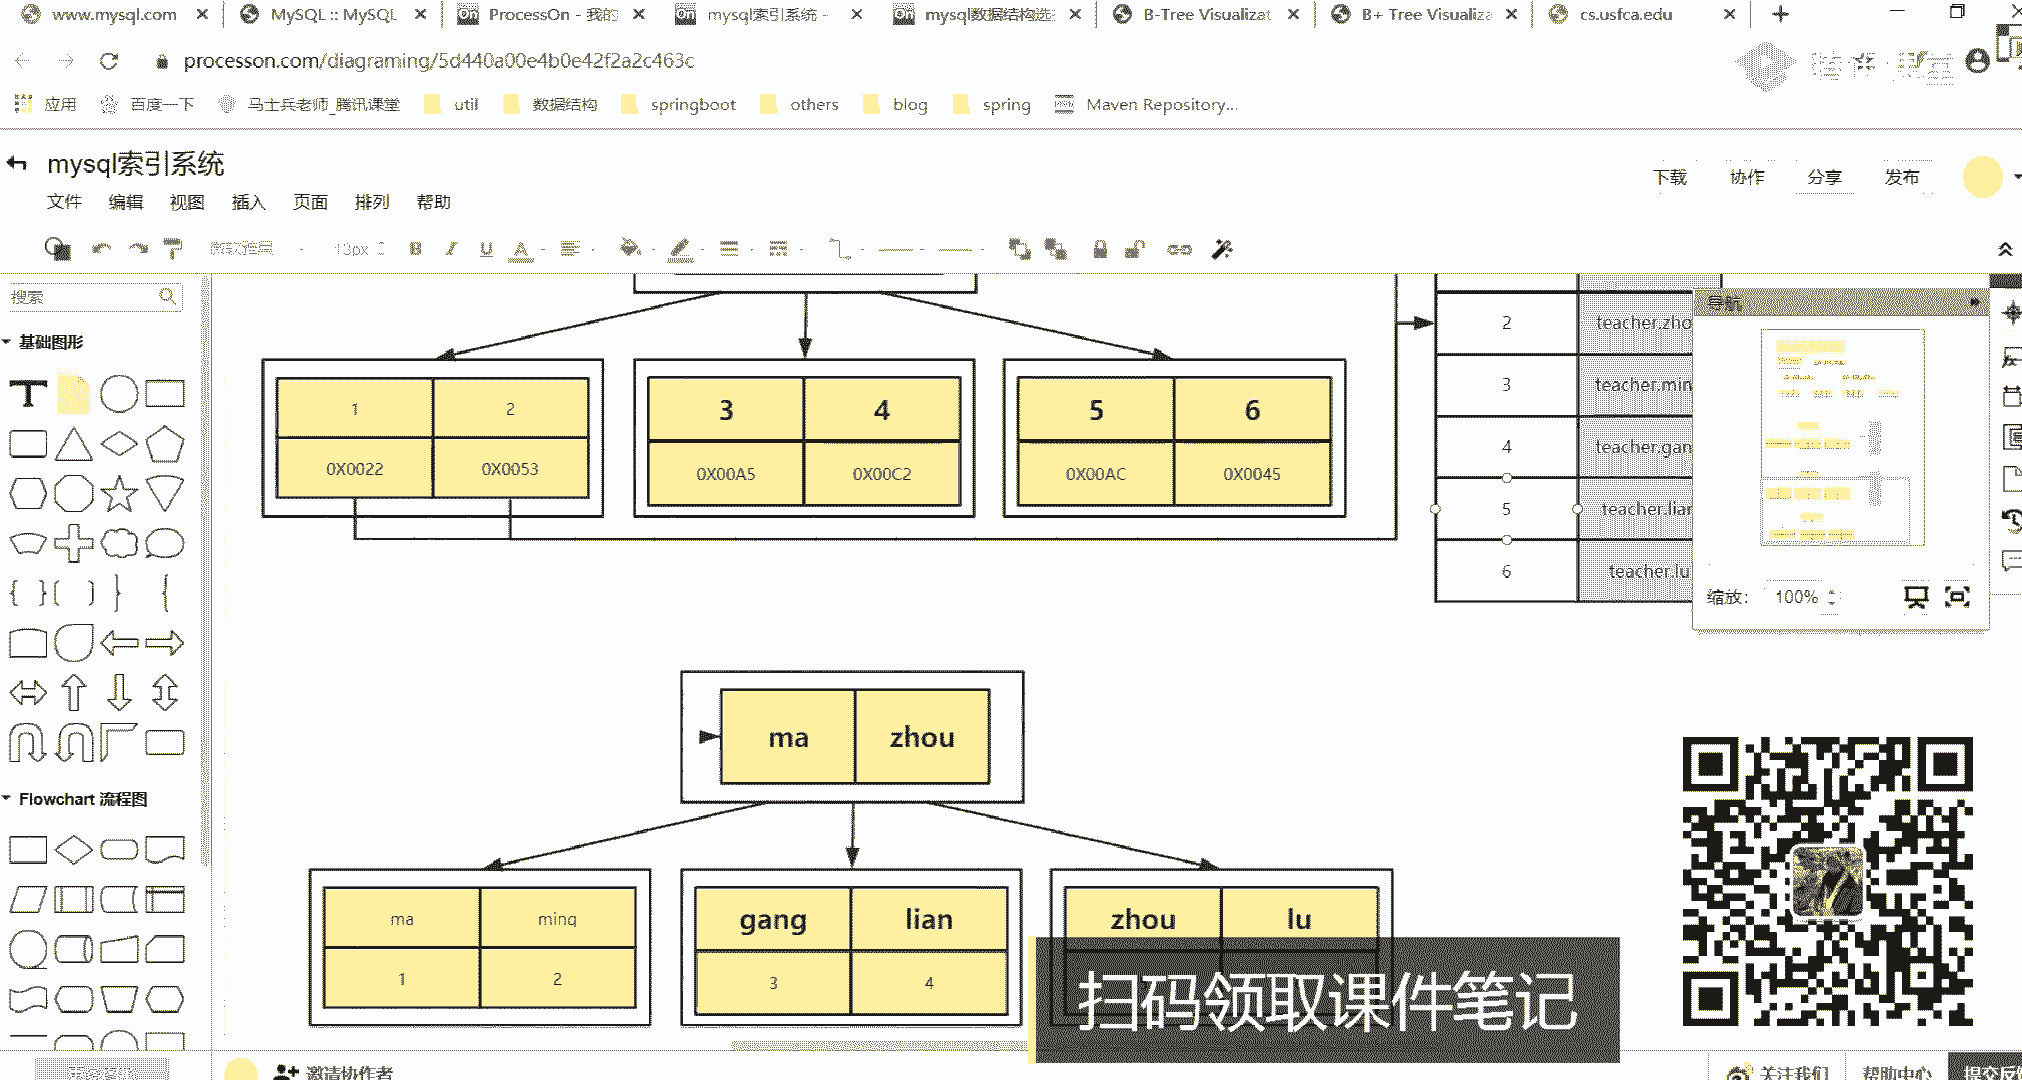 www.mysql.com
MySQL :: MySQL
ProcessOn - 我的
mysql索引系统 -
mysql数据结构选
B-Tree Visualizat
B+ Tree Visualiza
cs.usfca.edu
processon.com/diagraming/5d440a00e4b0e42f2a2c463c
应用 百度一下 马士兵老师_腾讯课堂 util 数据结构 springboot others blog spring Maven Repository...
mysql索引系统
文件 编辑 视图 插入 页面 排列 帮助
下载 协作 分享 发布
13px
搜索
基础图形
Flowchart 流程图
1 2
0X0022 0X0053
3 4
0X00A5 0X00C2
5 6
0X00AC 0X0045
2 teacher.zho
3 teacher.min
4 teacher.gan
5 teacher.lian
6 teacher.lu
导航
缩放: 100%
ma zhou
ma ming
1 2
gang lian
3 4
zhou lu
扫码领取课件笔记
邀请协作者
关注我们 帮助中心 提交反